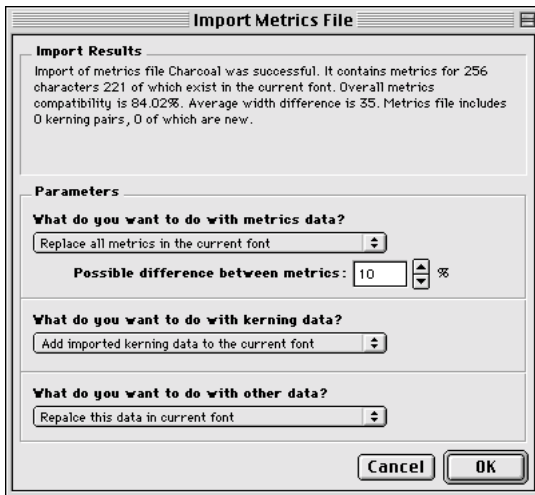 Import Metrics File
Import Results
Import of metrics file Charcoal was successful. It contains metrics for 256
characters 221 of which exist in the current font. Overall metrics
compatibility is 84.02%. Average width difference is 35. Metrics file includes
0 kerning pairs, 0 of which are new.
Parameters
What do you want to do with metrics data?
Replace all metrics in the current font
Possible difference between metrics: 10 %
What do you want to do with kerning data?
Add imported kerning data to the current font
What do you want to do with other data?
Repalce this data in current font
Cancel OK